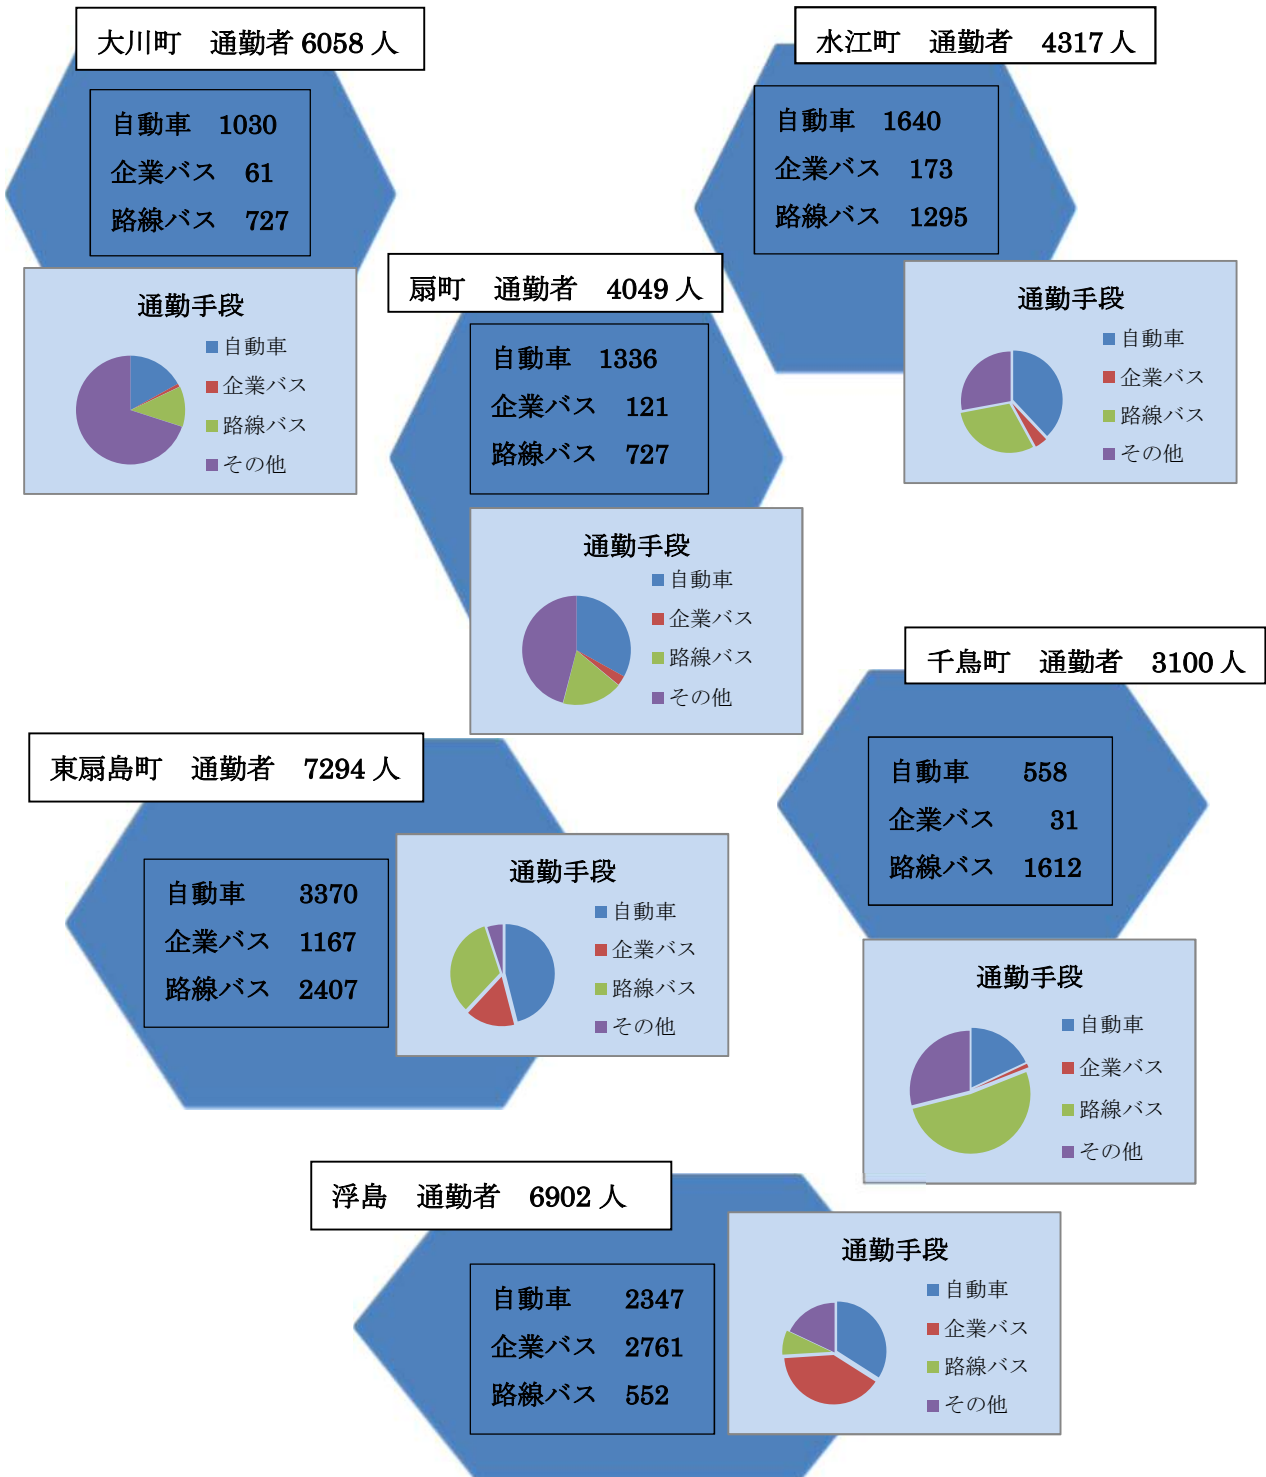 大川町　通勤者 6058 人
自動車　1030
企業バス　61
路線バス　727
通勤手段
自動車
企業バス
路線バス
その他
水江町　通勤者　4317 人
自動車　1640
企業バス　173
路線バス　1295
通勤手段
自動車
企業バス
路線バス
その他
扇町　通勤者　4049 人
自動車　1336
企業バス　121
路線バス　727
通勤手段
自動車
企業バス
路線バス
その他
千鳥町　通勤者　3100 人
自動車　　558
企業バス　　31
路線バス　1612
通勤手段
自動車
企業バス
路線バス
その他
東扇島町　通勤者　7294 人
自動車　　3370
企業バス　1167
路線バス　2407
通勤手段
自動車
企業バス
路線バス
その他
浮島　通勤者　6902 人
自動車　　2347
企業バス　2761
路線バス　552
通勤手段
自動車
企業バス
路線バス
その他